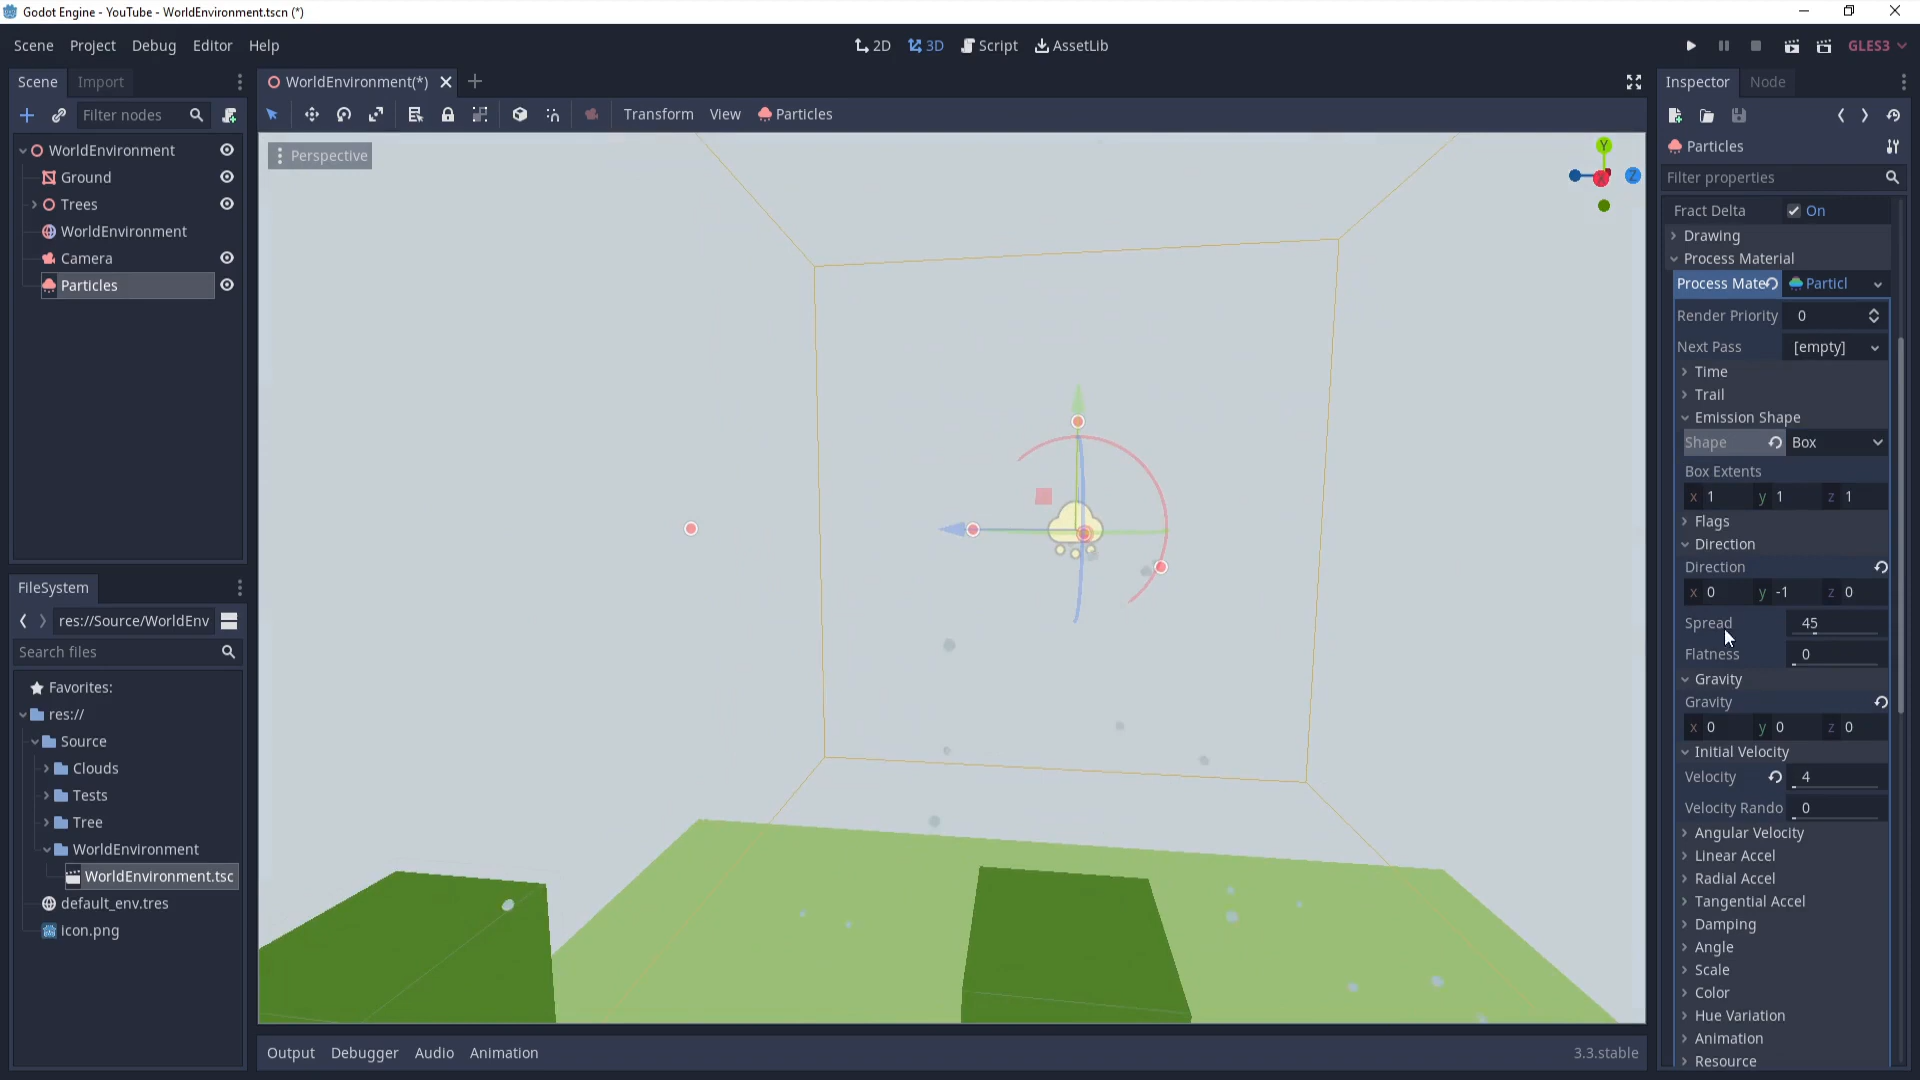 Godot Engine - YouTube - WorldEnvironment.tscn (*)
Scene Project Debug Editor Help
2D 3D Script AssetLib
GLES3
Scene Import
WorldEnvironment(*)
Inspector Node
Filter nodes
Transform View Particles
WorldEnvironment
Ground
Trees
WorldEnvironment
Camera
Particles
Perspective
Y
X
Z
Particles
Filter properties
Fract Delta On
Drawing
Process Material
Process Mate Particl
Render Priority 0
Next Pass [empty]
Time
Trail
Emission Shape
Shape Box
Box Extents
x 1 y 1 z 1
Flags
Direction
Direction
x 0 y -1 z 0
Spread 45
Flatness 0
Gravity
Gravity
x 0 y 0 z 0
Initial Velocity
Velocity 4
Velocity Rando 0
Angular Velocity
Linear Accel
Radial Accel
Tangential Accel
Damping
Angle
Scale
Color
Hue Variation
Animation
Resource
FileSystem
res://Source/WorldEnv
Search files
Favorites:
res://
Source
Clouds
Tests
Tree
WorldEnvironment
WorldEnvironment.tsc
default_env.tres
icon.png
Output Debugger Audio Animation
3.3.stable